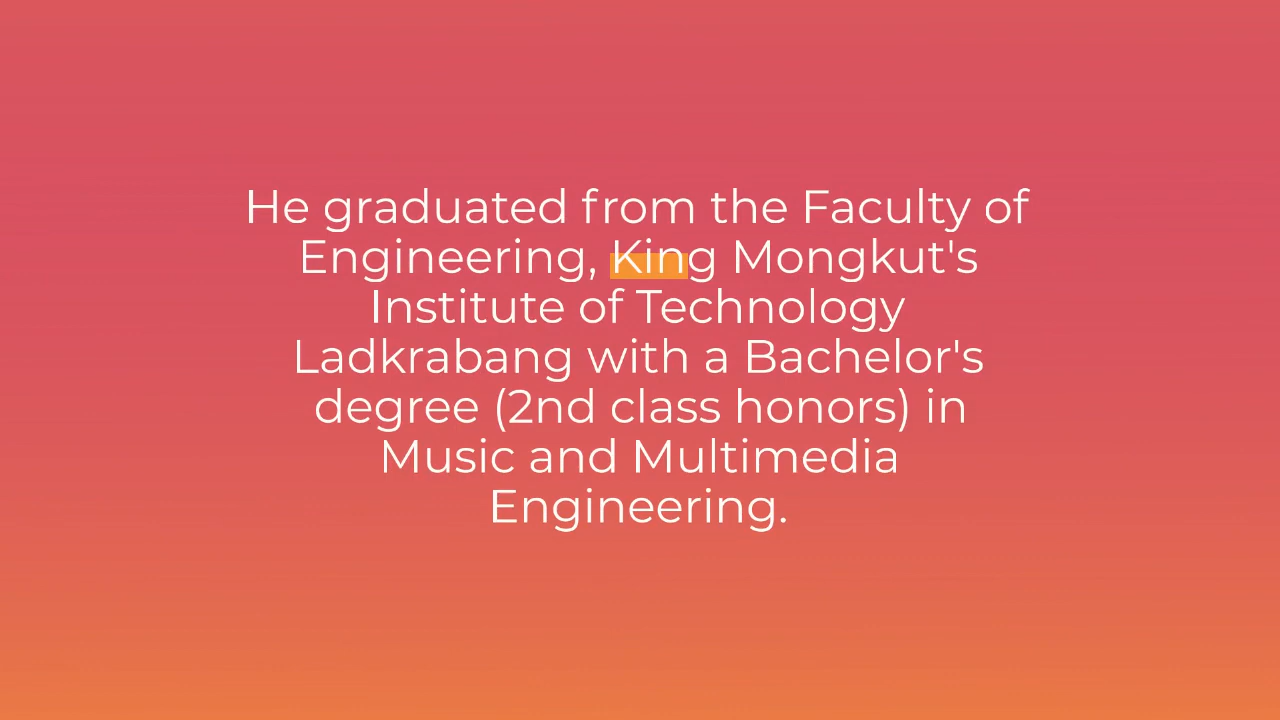 He graduated from the Faculty of
Engineering, King Mongkut's
Institute of Technology
Ladkrabang with a Bachelor's
degree (2nd class honors) in
Music and Multimedia
Engineering.